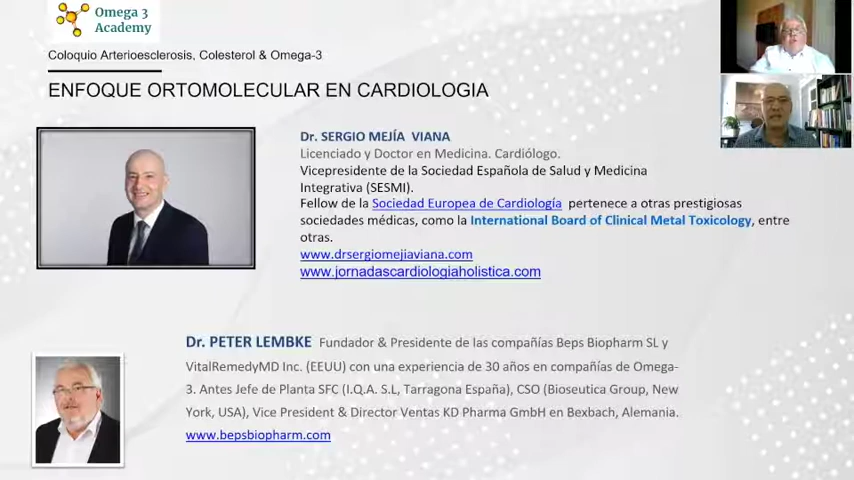 Omega 3
Academy
Coloquio Arterioesclerosis, Colesterol & Omega-3
ENFOQUE ORTOMOLECULAR EN CARDIOLOGIA
Dr. SERGIO MEJÍA VIANA
Licenciado y Doctor en Medicina. Cardiólogo.
Vicepresidente de la Sociedad Española de Salud y Medicina
Integrativa (SESMI).
Fellow de la Sociedad Europea de Cardiología pertenece a otras prestigiosas
sociedades médicas, como la International Board of Clinical Metal Toxicology, entre
otras.
www.drsergiomejiaviana.com
www.jornadascardiologiaholistica.com
Dr. PETER LEMBKE Fundador & Presidente de las compañías Beps Biopharm SL y
VitalRemedyMD Inc. (EEUU) con una experiencia de 30 años en compañías de Omega-
3. Antes Jefe de Planta SFC (I.Q.A. S.L, Tarragona España), CSO (Bioseutica Group, New
York, USA), Vice President & Director Ventas KD Pharma GmbH en Bexbach, Alemania.
www.bepsbiopharm.com